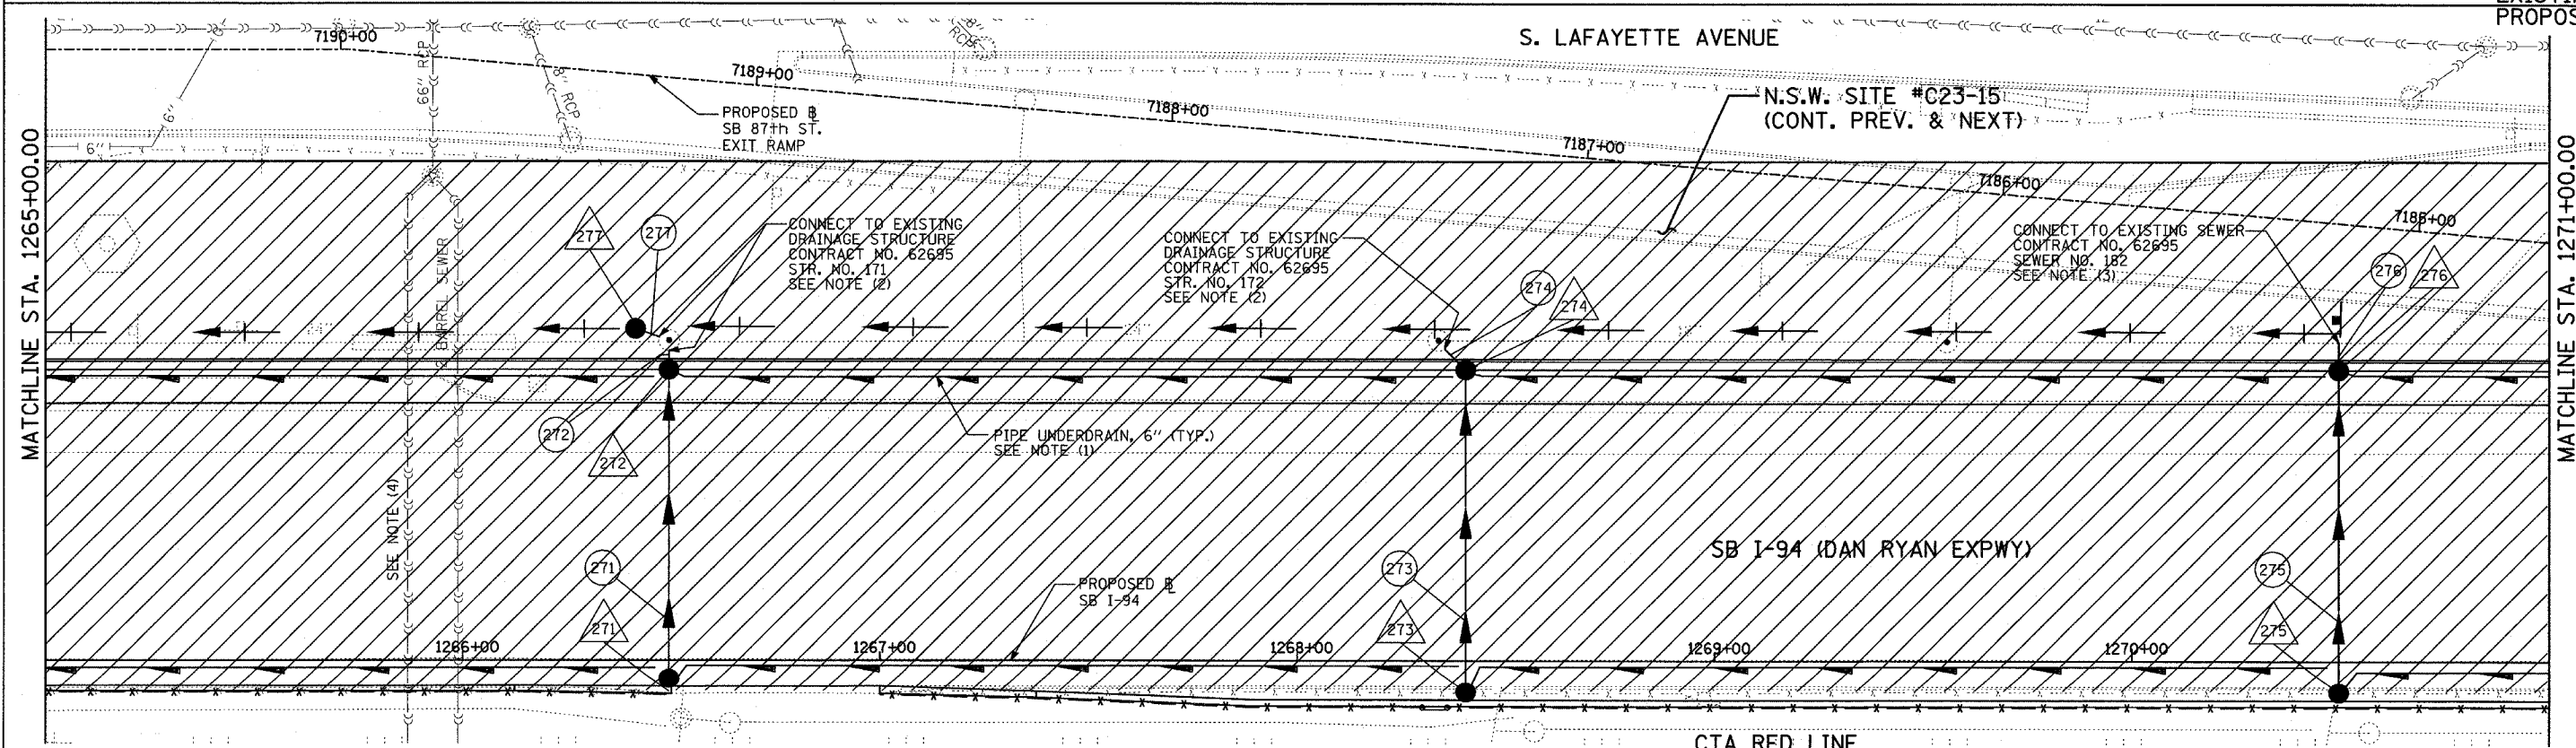 PROPOS
S. LAFAYETTE AVENUE
7190+00
7189+00
7188+00
7187+00
7186+00
7185+00
66" RCP
8" RCP
RCP
6"
6"
PROPOSED ℄
SB 87th ST.
EXIT RAMP
N.S.W. SITE #C23-15
(CONT. PREV. & NEXT)
MATCHLINE STA. 1265+00.00
MATCHLINE STA. 1271+00.00
277
277
CONNECT TO EXISTING
DRAINAGE STRUCTURE
CONTRACT NO. 62695
STR. NO. 171
SEE NOTE (2)
CONNECT TO EXISTING
DRAINAGE STRUCTURE
CONTRACT NO. 62695
STR. NO. 172
SEE NOTE (2)
274
274
CONNECT TO EXISTING SEWER
CONTRACT NO. 62695
SEWER NO. 182
SEE NOTE (3)
276
276
2 BARREL SEWER
272
272
PIPE UNDERDRAIN, 6" (TYP.)
SEE NOTE (1)
SEE NOTE (4)
SB I-94 (DAN RYAN EXPWY)
271
271
PROPOSED ℄
SB I-94
273
273
275
275
1266+00
1267+00
1268+00
1269+00
1270+00
CTA RED LINE